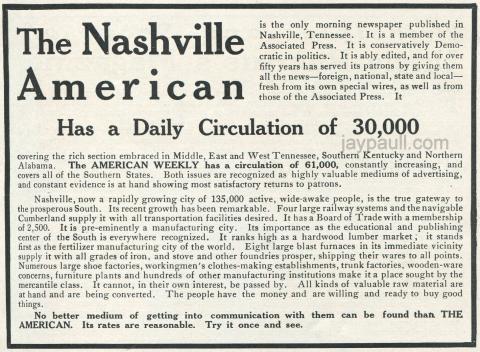 The Nashville
American
is the only morning newspaper published in
Nashville, Tennessee. It is a member of the
Associated Press. It is conservatively Demo-
cratic in politics. It is ably edited, and for over
fifty years has served its patrons by giving them
all the news—foreign, national, state and local—
fresh from its own special wires, as well as from
those of the Associated Press. It
Has a Daily Circulation of 30,000
jaypaull.com
covering the rich section embraced in Middle, East and West Tennessee, Southern Kentucky and Northern
Alabama. The AMERICAN WEEKLY has a circulation of 61,000, constantly increasing, and
covers all of the Southern States. Both issues are recognized as highly valuable mediums of advertising,
and constant evidence is at hand showing most satisfactory returns to patrons.
Nashville, now a rapidly growing city of 135,000 active, wide-awake people, is the true gateway to
the prosperous South. Its recent growth has been remarkable. Four large railway systems and the navigable
Cumberland supply it with all transportation facilities desired. It has a Board of Trade with a membership
of 2,500. It is pre-eminently a manufacturing city. Its importance as the educational and publishing
center of the South is everywhere recognized. It ranks high as a hardwood lumber market, ; it stands
first as the fertilizer manufacturing city of the world. Eight large blast furnaces in its immediate vicinity
supply it with all grades of iron, and stove and other foundries prosper, shipping their wares to all points.
Numerous large shoe factories, workingmen's clothes-making establishments, trunk factories, wooden-ware
concerns, furniture plants and hundreds of other manufacturing institutions make it a place sought by the
mercantile class. It cannot, in their own interest, be passed by. All kinds of valuable raw material are
at hand and are being converted. The people have the money and are willing and ready to buy good
things.
No better medium of getting into communication with them can be found than THE
AMERICAN. Its rates are reasonable. Try it once and see.